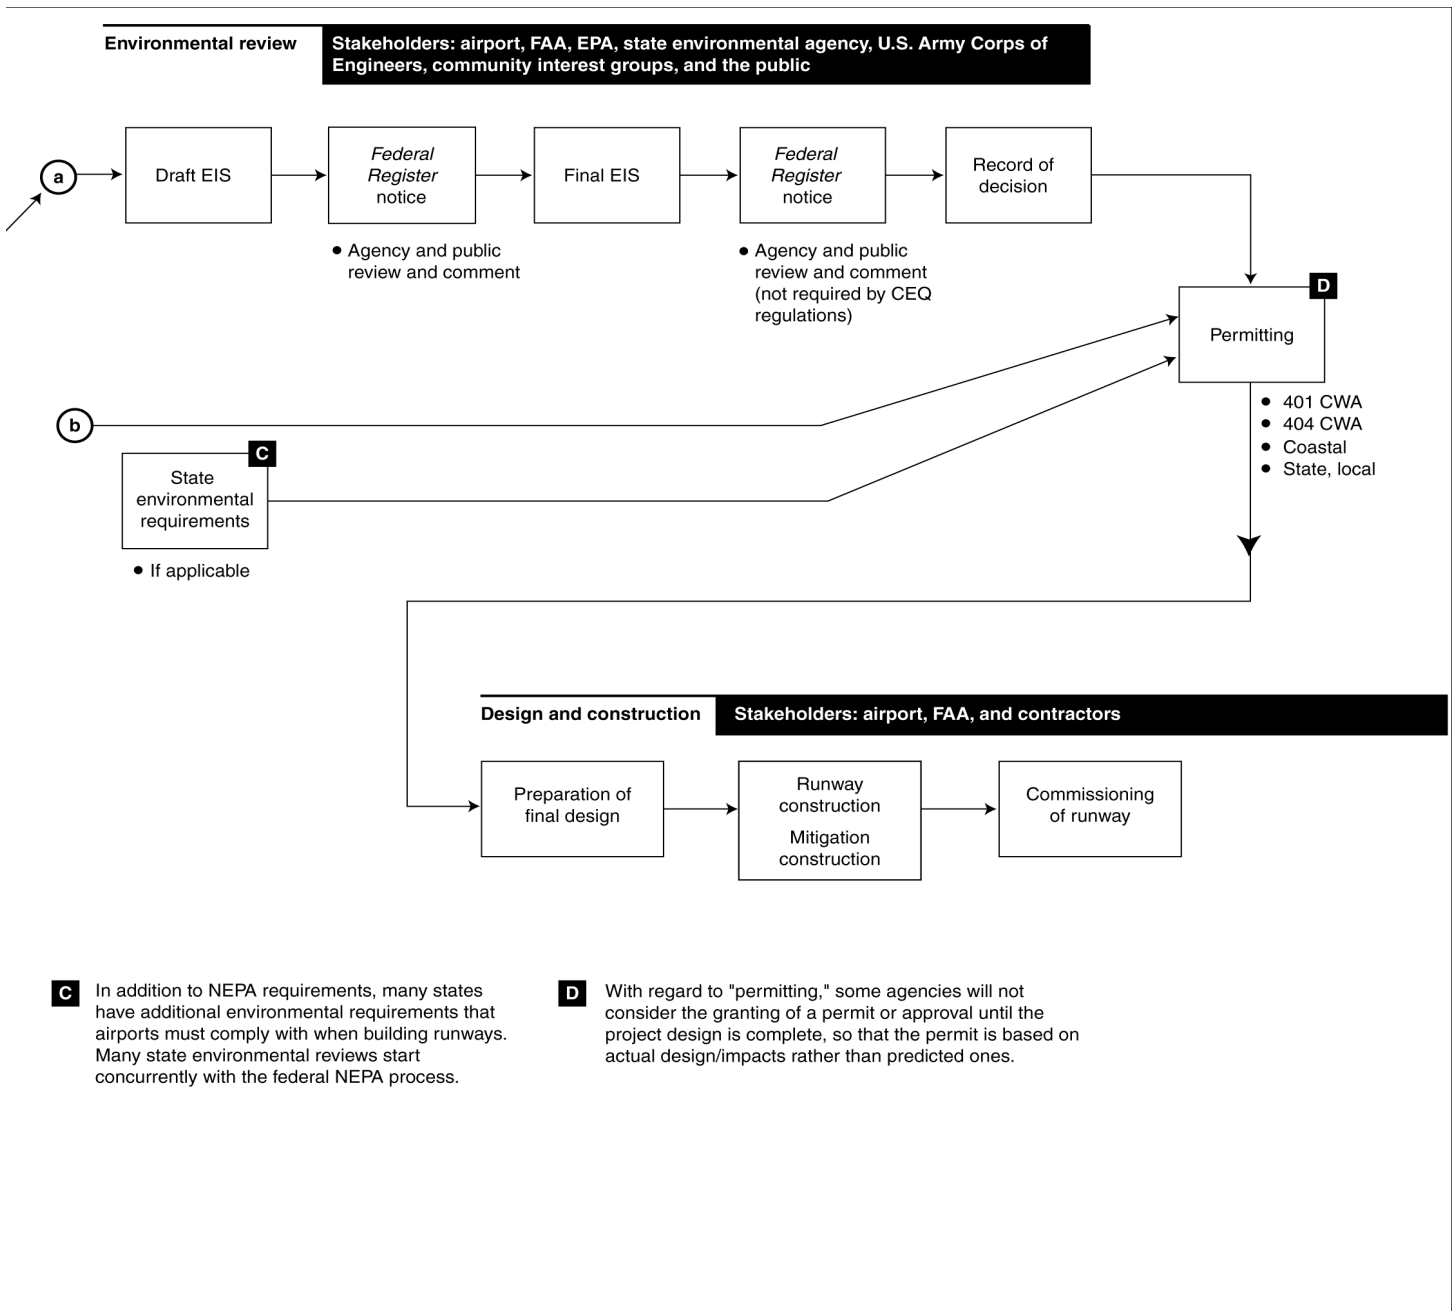 Environmental review
Stakeholders: airport, FAA, EPA, state environmental agency, U.S. Army Corps of
Engineers, community interest groups, and the public
a
Draft EIS
Federal
Register
notice
Final EIS
Federal
Register
notice
Record of
decision
• Agency and public
review and comment
• Agency and public
review and comment
(not required by CEQ
regulations)
D
Permitting
• 401 CWA
• 404 CWA
• Coastal
• State, local
b
C
State
environmental
requirements
• If applicable
Design and construction
Stakeholders: airport, FAA, and contractors
Preparation of
final design
Runway
construction
Mitigation
construction
Commissioning
of runway
C
In addition to NEPA requirements, many states
have additional environmental requirements that
airports must comply with when building runways.
Many state environmental reviews start
concurrently with the federal NEPA process.
D
With regard to "permitting," some agencies will not
consider the granting of a permit or approval until the
project design is complete, so that the permit is based on
actual design/impacts rather than predicted ones.